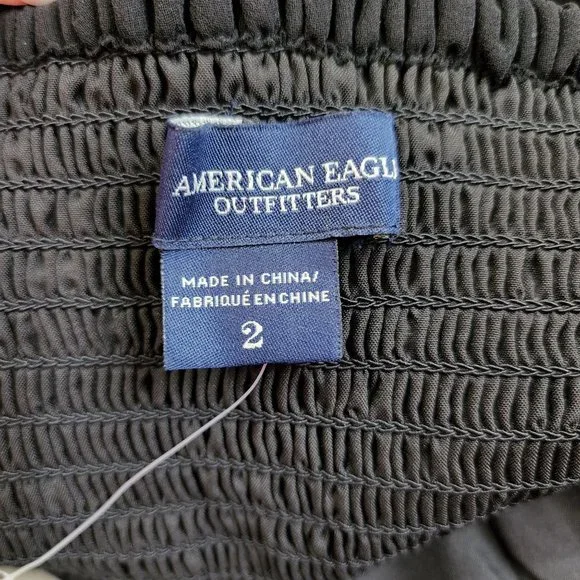 AMERICAN EAGL
OUTFITTERS
MADE IN CHINA/
FABRIQUÉ EN CHINE
2